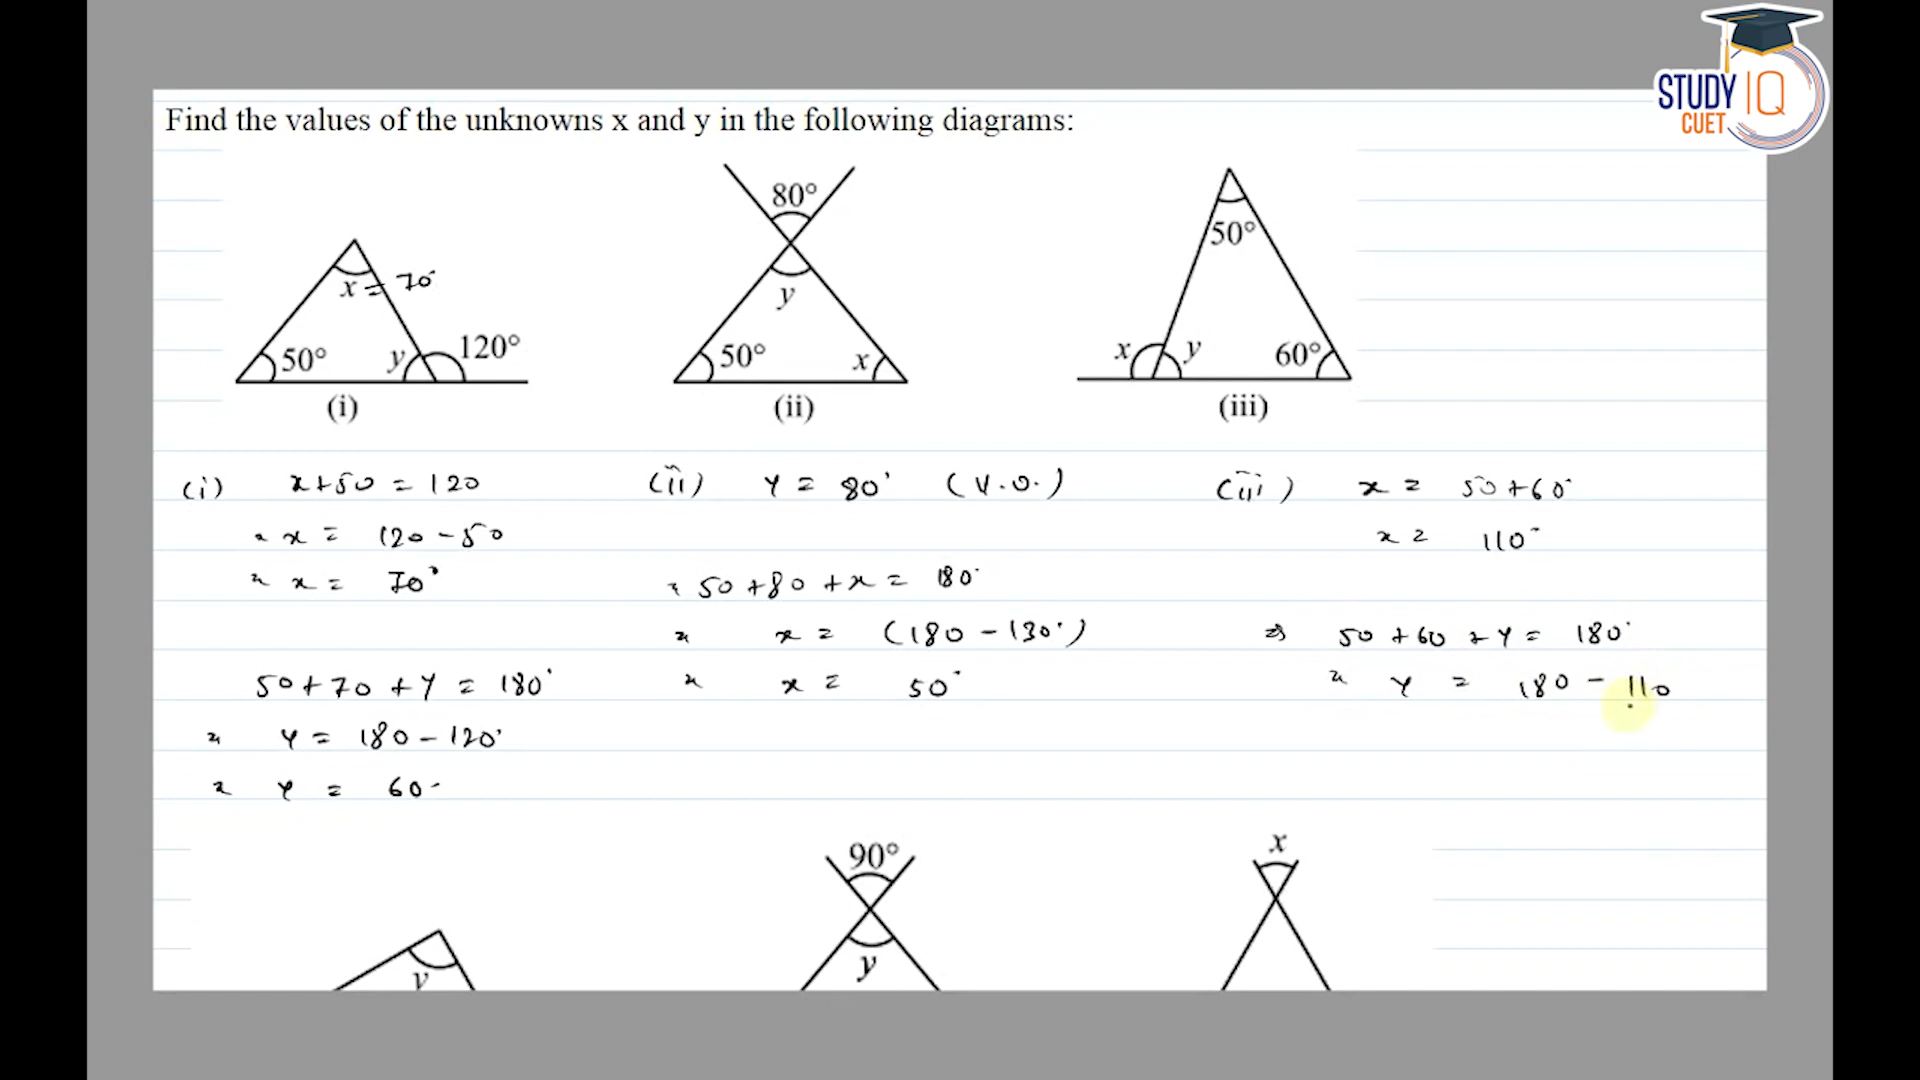 STUDY IQ
CUET
Find the values of the unknowns x and y in the following diagrams:
80°
50°
x = 70°
y
120°
50°
y
50°
x
x
y
60°
(i)
(ii)
(iii)
(i) x+50 = 120
x = 120-50
x = 70°
50+70+y = 180°
y = 180-120°
y = 60°
(ii) y = 80° (V.O.)
50+80+x = 180°
x = (180-130°)
x = 50°
(iii) x = 50+60°
x = 110°
⇒ 50+60+y = 180°
y = 180-110
y
90°
y
x